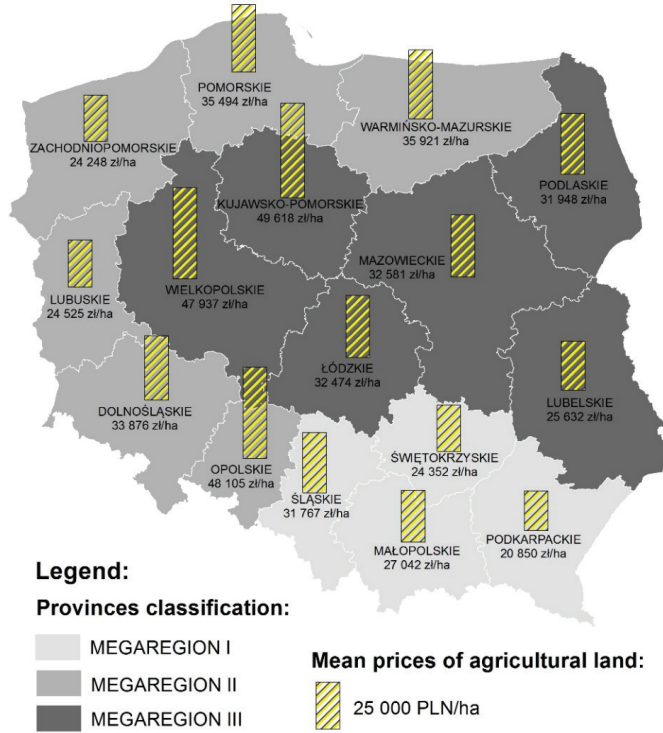 POMORSKIE
35 494 zł/ha
WARMIŃSKO-MAZURSKIE
35 921 zł/ha
ZACHODNIOPOMORSKIE
24 248 zł/ha
PODLASKIE
31 948 zł/ha
KUJAWSKO-POMORSKIE
49 618 zł/ha
MAZOWIECKIE
32 581 zł/ha
WIELKOPOLSKIE
47 937 zł/ha
LUBUSKIE
24 525 zł/ha
ŁÓDZKIE
32 474 zł/ha
LUBELSKIE
25 632 zł/ha
DOLNOŚLĄSKIE
33 876 zł/ha
ŚWIĘTOKRZYSKIE
24 352 zł/ha
OPOLSKIE
48 105 zł/ha
ŚLĄSKIE
31 767 zł/ha
MAŁOPOLSKIE
27 042 zł/ha
PODKARPACKIE
20 850 zł/ha
Legend:
Provinces classification:
MEGAREGION I
MEGAREGION II
MEGAREGION III
Mean prices of agricultural land:
25 000 PLN/ha